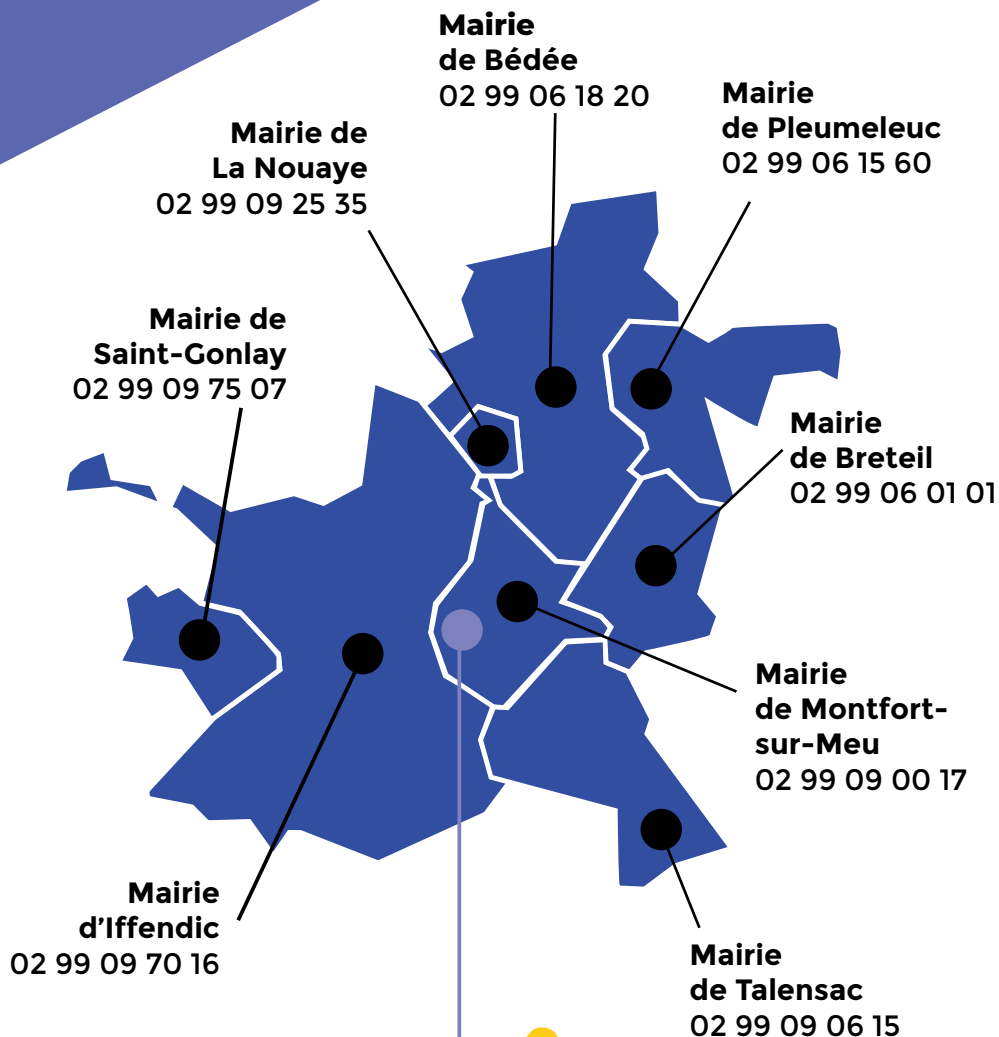 Mairie
de Bédée
02 99 06 18 20
Mairie
de Pleumeleuc
02 99 06 15 60
Mairie de
La Nouaye
02 99 09 25 35
Mairie de
Saint-Gonlay
02 99 09 75 07
Mairie
de Breteil
02 99 06 01 01
Mairie
de Montfort-
sur-Meu
02 99 09 00 17
Mairie
d'Iffendic
02 99 09 70 16
Mairie
de Talensac
02 99 09 06 15